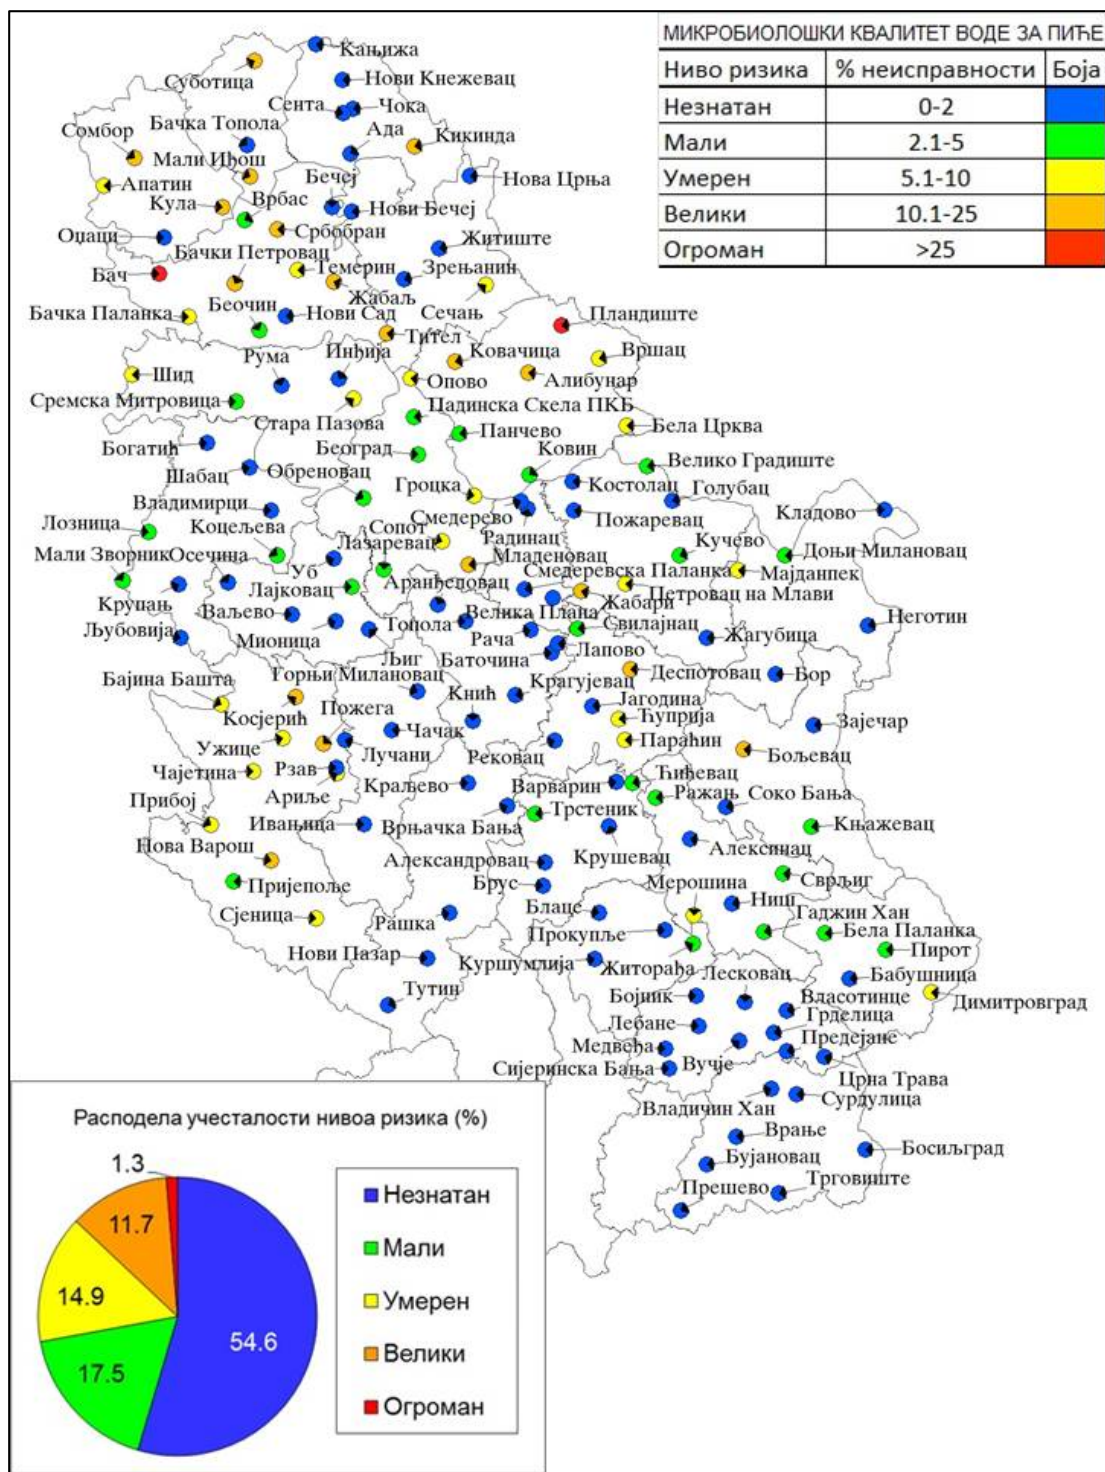 МИКРОБИОЛОШКИ КВАЛИТЕТ ВОДЕ ЗА ПИЋЕ
Ниво ризика % неисправности Боја
Незнатан 0-2
Мали 2.1-5
Умерен 5.1-10
Велики 10.1-25
Огроман >25
Кањижа
Суботица
Нови Кнежевац
Сента
Чока
Бачка Топола
Ада
Кикинда
Сомбор
Мали Иђош
Бечеј
Нова Црња
Апатин
Врбас
Кула
Нови Бечеј
Србобран
Оџаци
Житиште
Бачки Петровац
Темерин
Зрењанин
Бач
Жабаљ
Беочин
Сечањ
Пландиште
Бачка Паланка
Нови Сад
Тител
Ковачица
Вршац
Рума
Инђија
Шид
Опово
Алибунар
Сремска Митровица
Падинска Скела ПКБ
Стара Пазова
Панчево
Бела Црква
Богатић
Београд
Ковин
Велико Градиште
Шабац
Обреновац
Гроцка
Костолац
Голубац
Владимирци
Смедерево
Пожаревац
Кладово
Лозница
Коцељева
Сопот
Радинац
Кучево
Доњи Милановац
Мали Зворник
Осечина
Лазаревац
Младеновац
Уб
Аранђеловац
Смедеревска Паланка
Мајданпек
Крупањ
Лајковац
Жабари
Петровац на Млави
Ваљево
Топола
Велика Плана
Свилајнац
Неготин
Љубовија
Мионица
Рача
Лапово
Жагубица
Љиг
Баточина
Бајина Башта
Горњи Милановац
Деспотовац
Бор
Косјерић
Кнић
Крагујевац
Јагодина
Пожега
Ћуприја
Зајечар
Ужице
Чачак
Лучани
Параћин
Чајетина
Рзав
Рековац
Бољевац
Ариље
Краљево
Варварин
Ћићевац
Прибој
Ражањ
Соко Бања
Ивањица
Врњачка Бања
Трстеник
Књажевац
Нова Варош
Александровац
Крушевац
Алексинац
Пријепоље
Брус
Мерошина
Сврљиг
Сјеница
Рашка
Блаце
Ниш
Гаџин Хан
Прокупље
Бела Паланка
Нови Пазар
Куршумлија
Житорађа
Пирот
Лесковац
Бабушница
Тутин
Бојник
Власотинце
Димитровград
Лебане
Грделица
Медвеђа
Предејане
Сијеринска Бања
Вучје
Црна Трава
Владичин Хан
Сурдулица
Врање
Босиљград
Бујановац
Прешево
Трговиште
Расподела учесталости нивоа ризика (%)
1.3
11.7
14.9
17.5
54.6
Незнатан
Мали
Умерен
Велики
Огроман